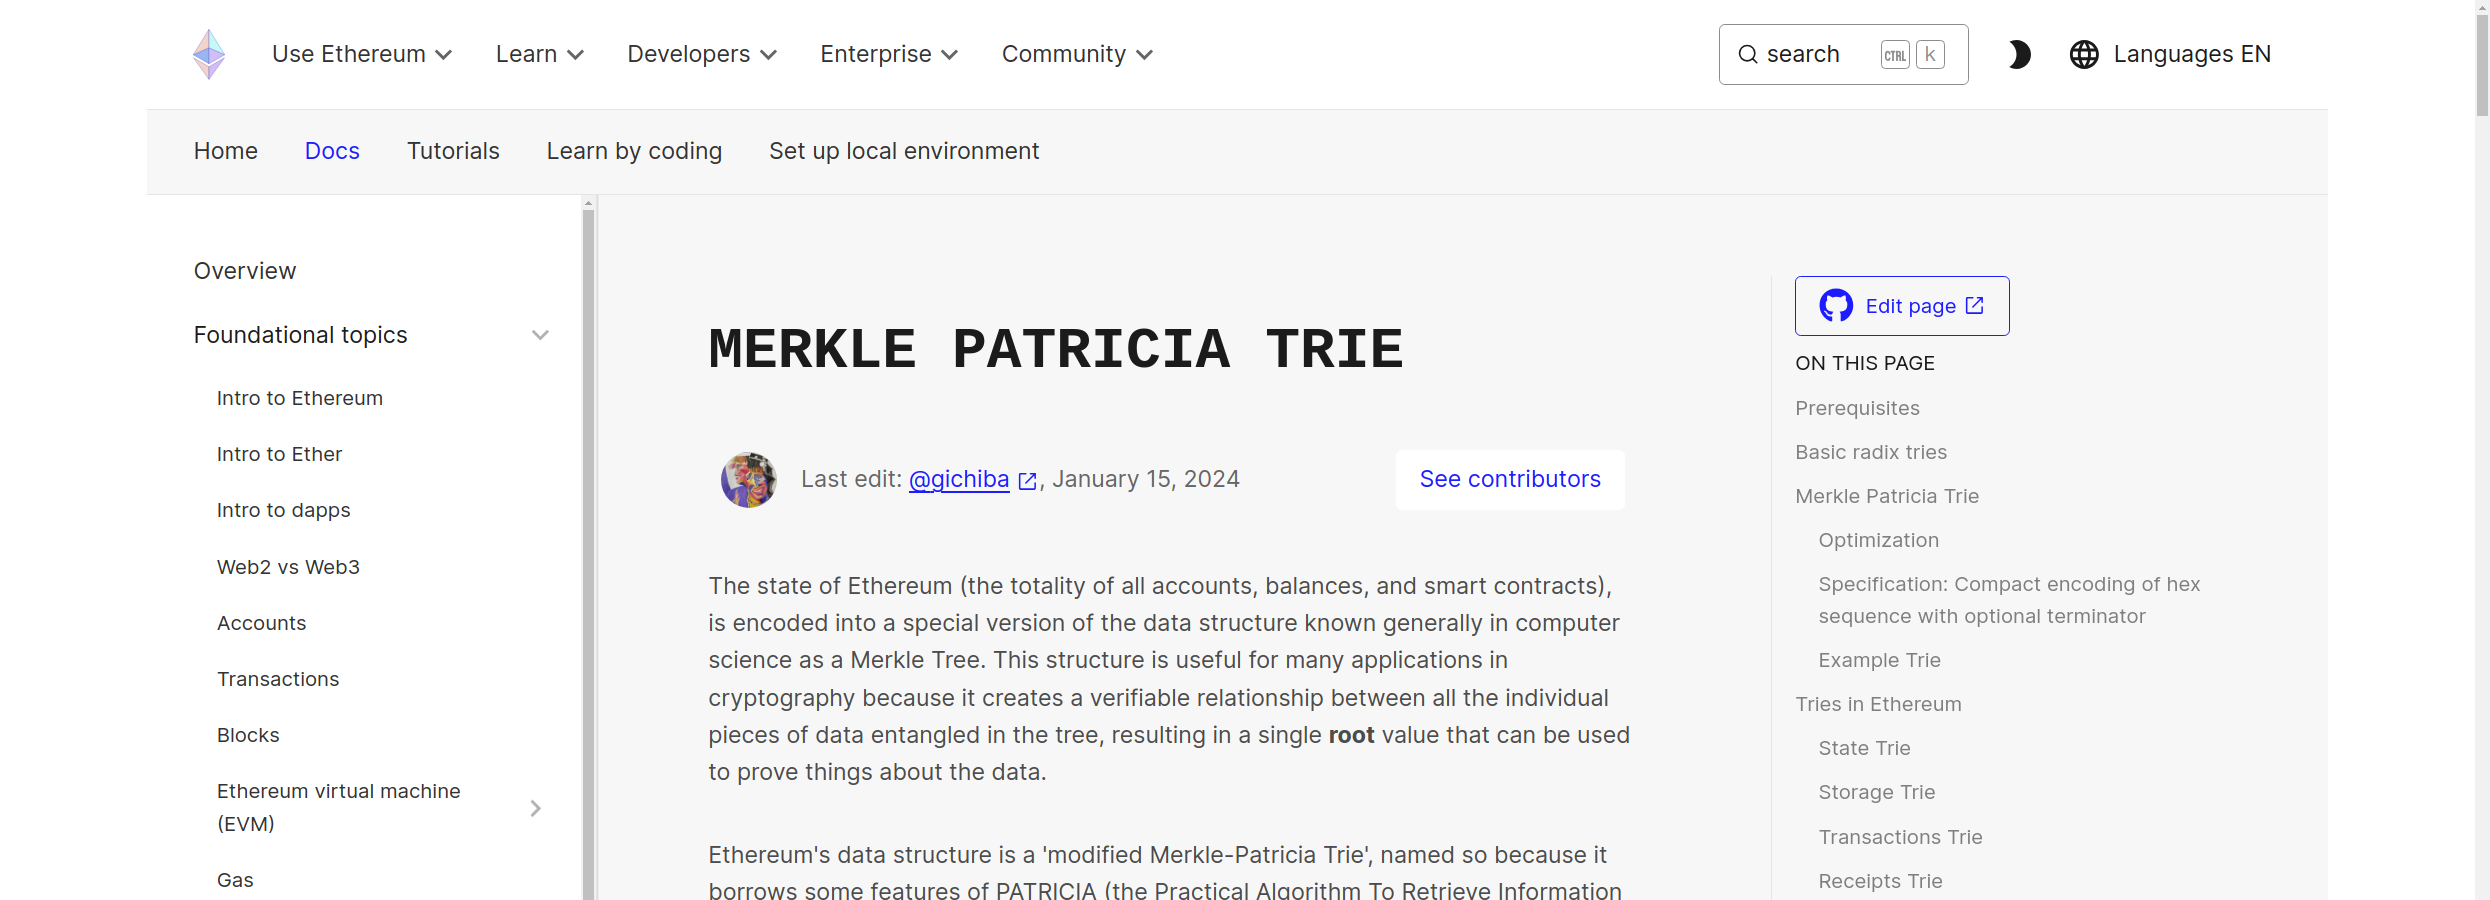 Use Ethereum Learn Developers Enterprise Community search CTRL k Languages EN
Home Docs Tutorials Learn by coding Set up local environment
Overview
Foundational topics
Intro to Ethereum
Intro to Ether
Intro to dapps
Web2 vs Web3
Accounts
Transactions
Blocks
Ethereum virtual machine
(EVM)
Gas
MERKLE PATRICIA TRIE
Last edit: @gichiba, January 15, 2024
See contributors
The state of Ethereum (the totality of all accounts, balances, and smart contracts),
is encoded into a special version of the data structure known generally in computer
science as a Merkle Tree. This structure is useful for many applications in
cryptography because it creates a verifiable relationship between all the individual
pieces of data entangled in the tree, resulting in a single root value that can be used
to prove things about the data.
Ethereum's data structure is a 'modified Merkle-Patricia Trie', named so because it
borrows some features of PATRICIA (the Practical Algorithm To Retrieve Information
Edit page
ON THIS PAGE
Prerequisites
Basic radix tries
Merkle Patricia Trie
Optimization
Specification: Compact encoding of hex
sequence with optional terminator
Example Trie
Tries in Ethereum
State Trie
Storage Trie
Transactions Trie
Receipts Trie